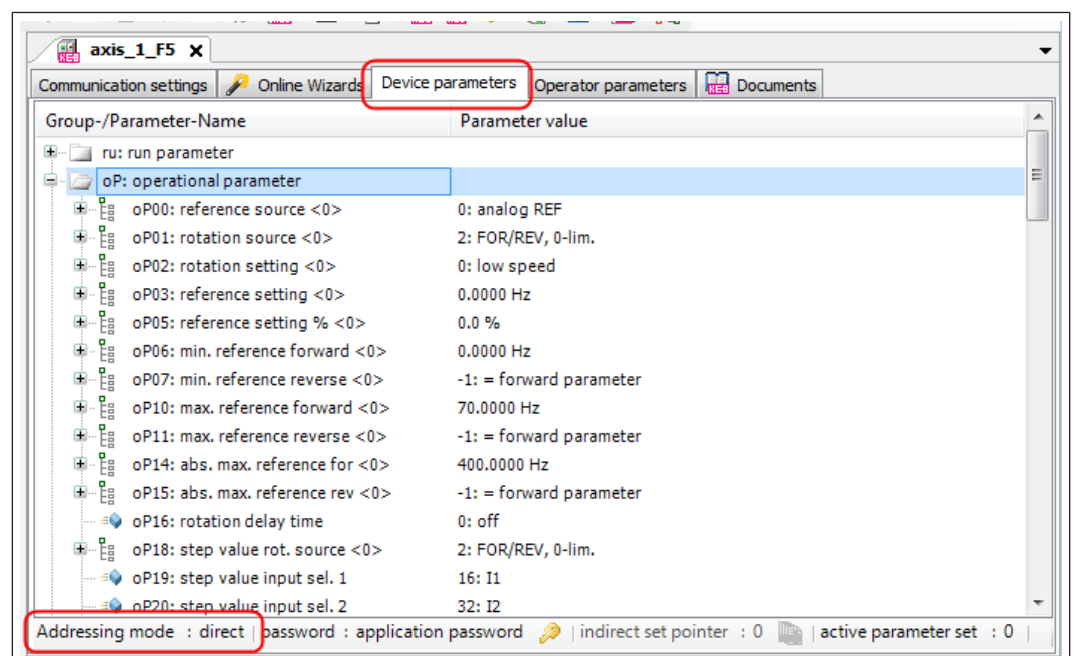 axis_1_F5 x
Communication settings Online Wizards Device parameters Operator parameters Documents
Group-/Parameter-Name Parameter value
ru: run parameter
oP: operational parameter
oP00: reference source <0> 0: analog REF
oP01: rotation source <0> 2: FOR/REV, 0-lim.
oP02: rotation setting <0> 0: low speed
oP03: reference setting <0> 0.0000 Hz
oP05: reference setting % <0> 0.0 %
oP06: min. reference forward <0> 0.0000 Hz
oP07: min. reference reverse <0> -1: = forward parameter
oP10: max. reference forward <0> 70.0000 Hz
oP11: max. reference reverse <0> -1: = forward parameter
oP14: abs. max. reference for <0> 400.0000 Hz
oP15: abs. max. reference rev <0> -1: = forward parameter
oP16: rotation delay time 0: off
oP18: step value rot. source <0> 2: FOR/REV, 0-lim.
oP19: step value input sel. 1 16: I1
oP20: step value input sel. 2 32: I2
Addressing mode : direct | password : application password | indirect set pointer : 0 | active parameter set : 0 |